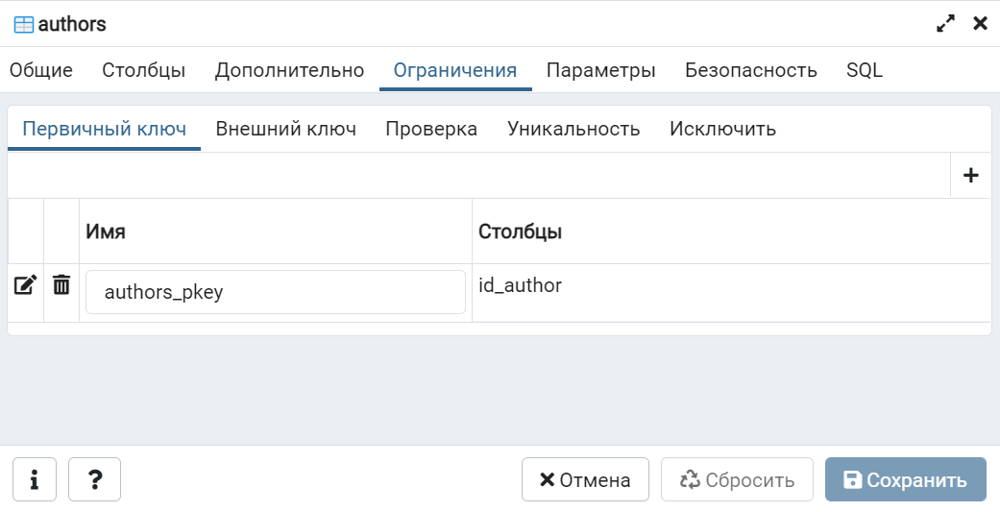 authors
Общие Столбцы Дополнительно Ограничения Параметры Безопасность SQL
Первичный ключ Внешний ключ Проверка Уникальность Исключить
Имя Столбцы
authors_pkey id_author
Отмена Сбросить Сохранить